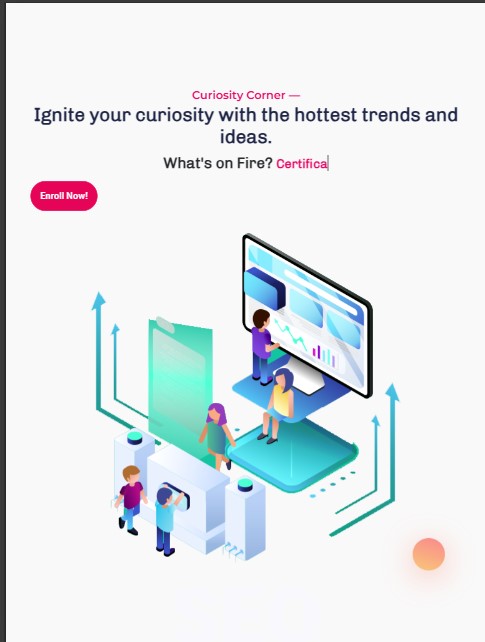 Curiosity Corner —
Ignite your curiosity with the hottest trends and
ideas.
What's on Fire? Certifica
Enroll Now!